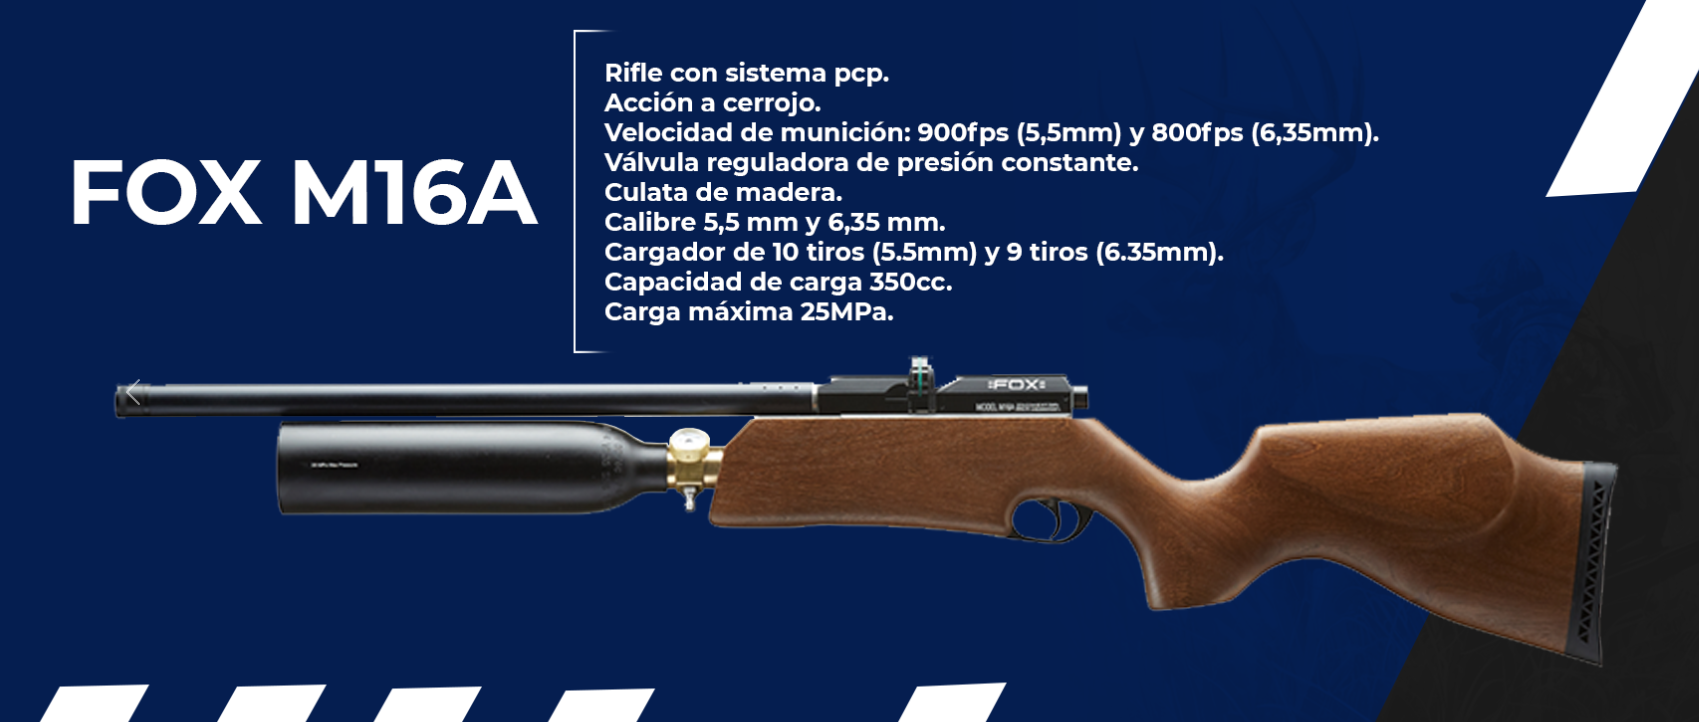 FOX M16A
Rifle con sistema pcp.
Acción a cerrojo.
Velocidad de munición: 900fps (5,5mm) y 800fps (6,35mm).
Válvula reguladora de presión constante.
Culata de madera.
Calibre 5,5 mm y 6,35 mm.
Cargador de 10 tiros (5.5mm) y 9 tiros (6.35mm).
Capacidad de carga 350cc.
Carga máxima 25MPa.
FOX
MODEL M16A